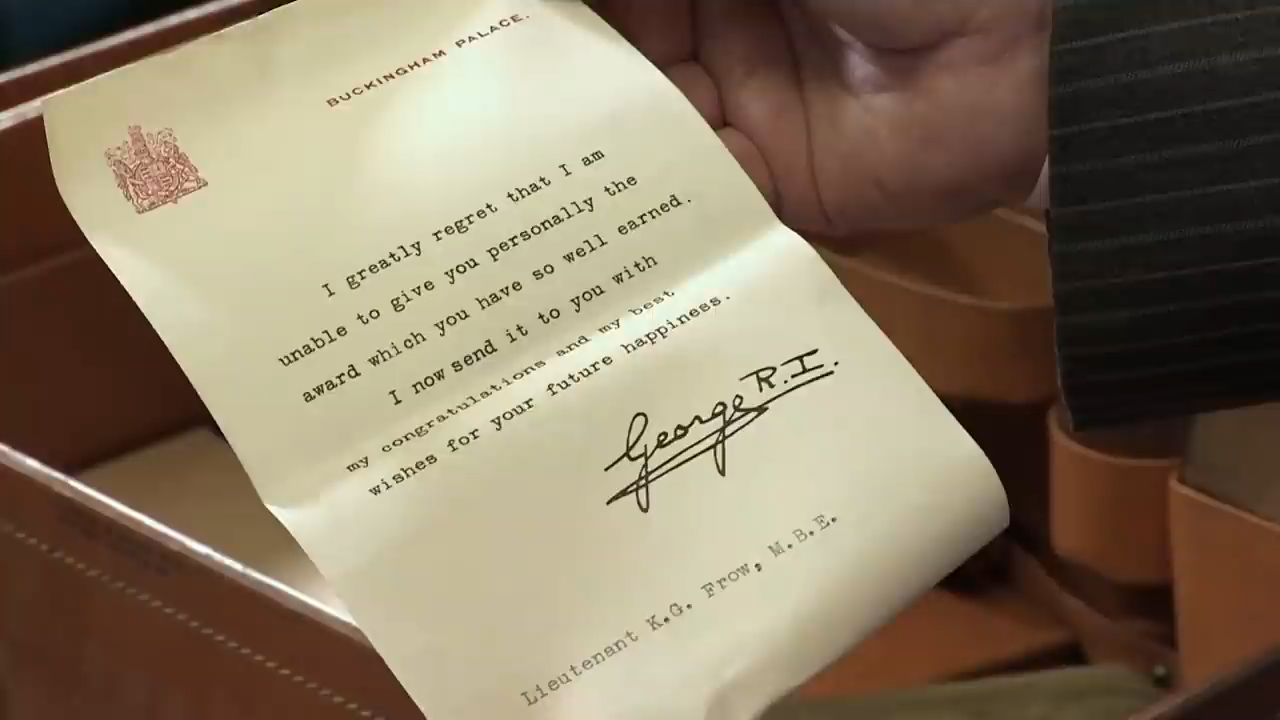 BUCKINGHAM PALACE.
I greatly regret that I am
unable to give you personally the
award which you have so well earned.
I now send it to you with
my congratulations and my best
wishes for your future happiness.
George R.I.
Lieutenant K.G. Frow, M.B.E.